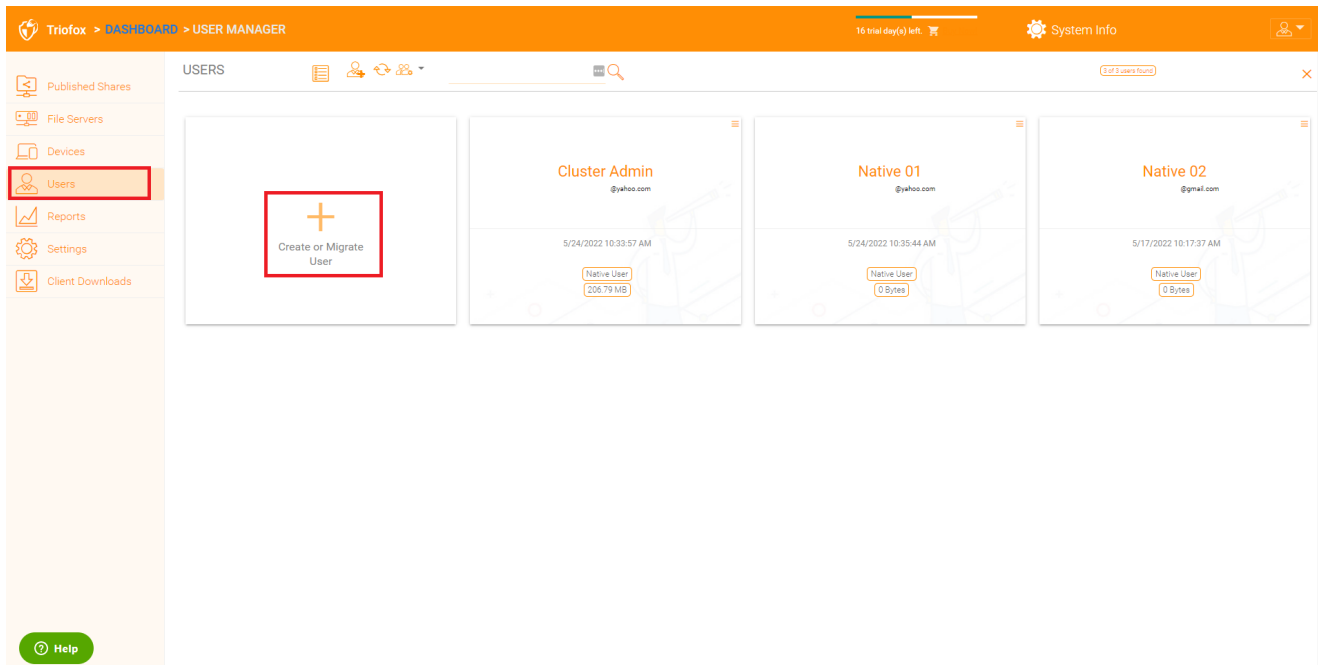 Triofox > DASHBOARD > USER MANAGER
16 trial day(s) left.
System Info
Published Shares
File Servers
Devices
Users
Reports
Settings
Client Downloads
Help
USERS
3 of 3 users found
Create or Migrate
User
Cluster Admin
@yahoo.com
5/24/2022 10:33:57 AM
Native User
206.79 MB
Native 01
@yahoo.com
5/24/2022 10:35:44 AM
Native User
0 Bytes
Native 02
@gmail.com
5/17/2022 10:17:37 AM
Native User
0 Bytes